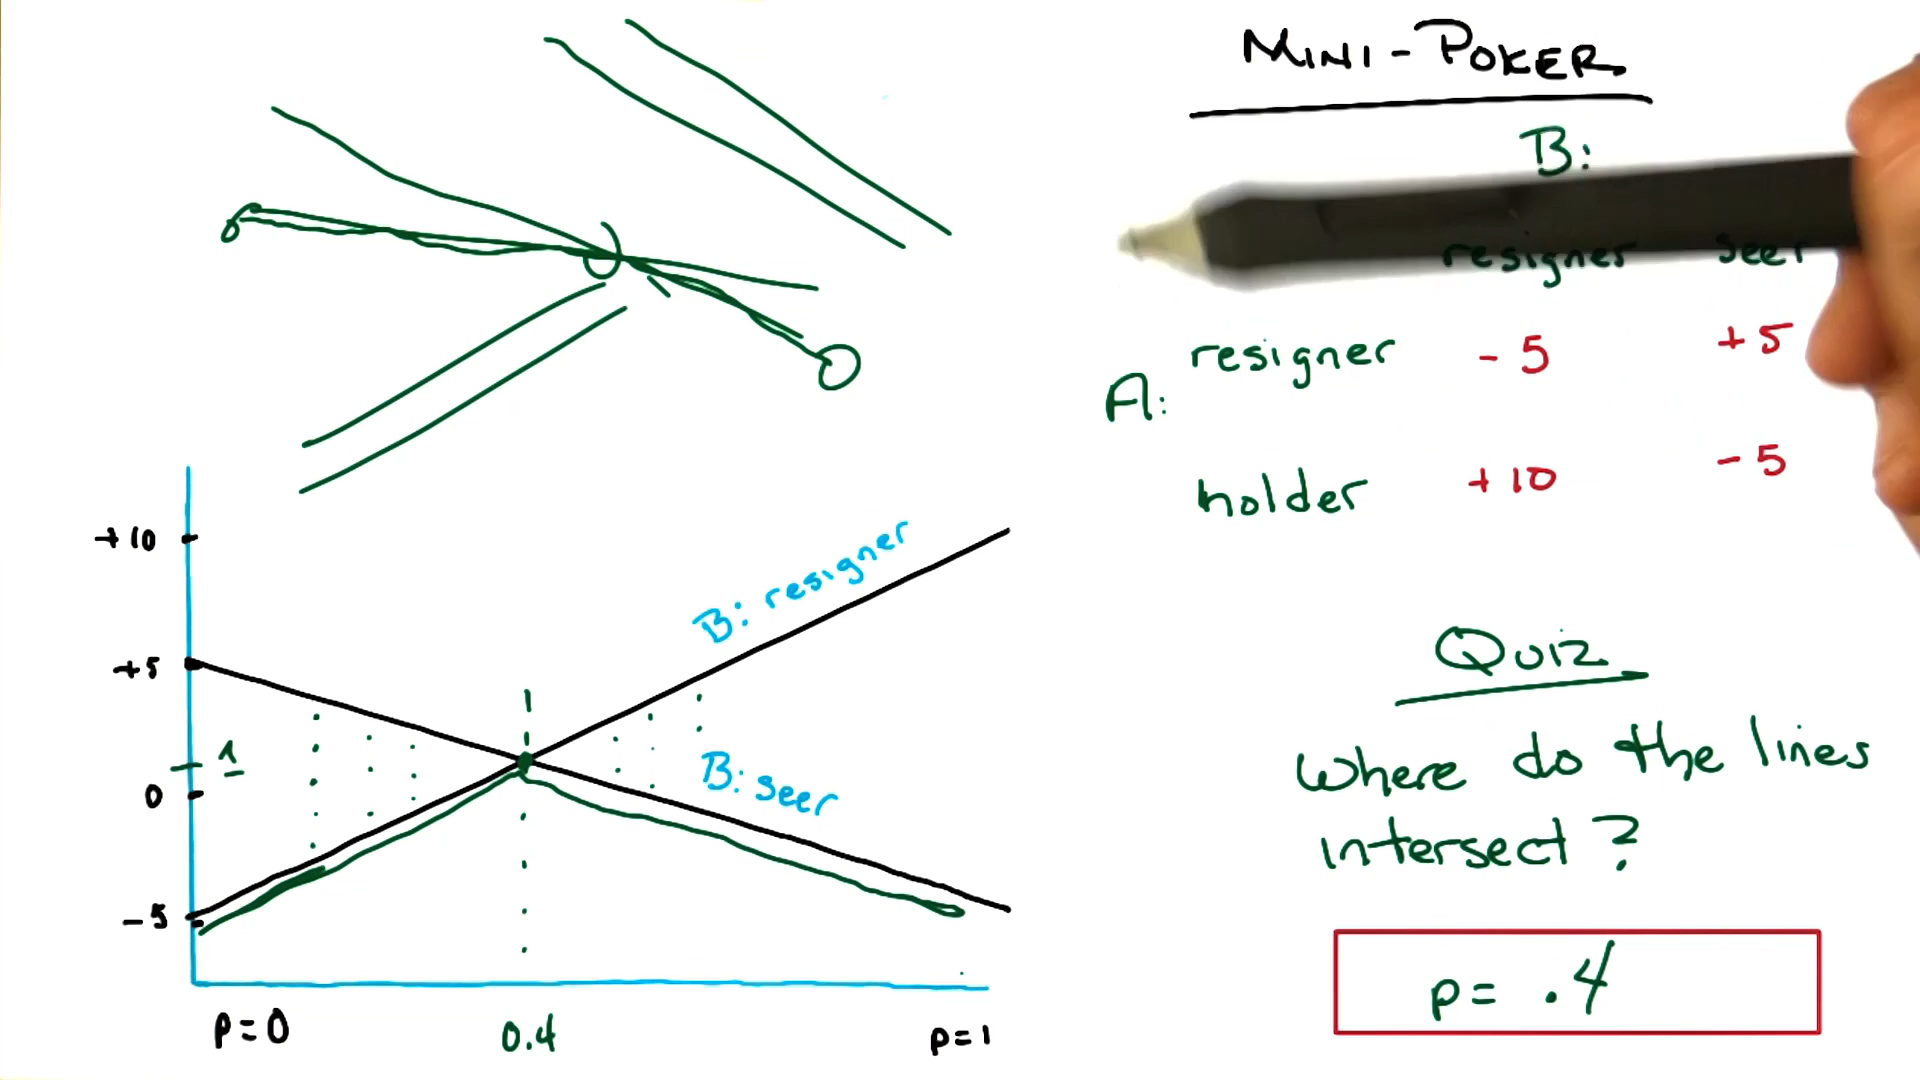 MINI-POKER
B:
resigner seer
A: resigner -5 +5
holder +10 -5
+10
+5
1
0
-5
B: resigner
B: seer
p=0 0.4 p=1
Quiz
Where do the lines
intersect?
p= .4